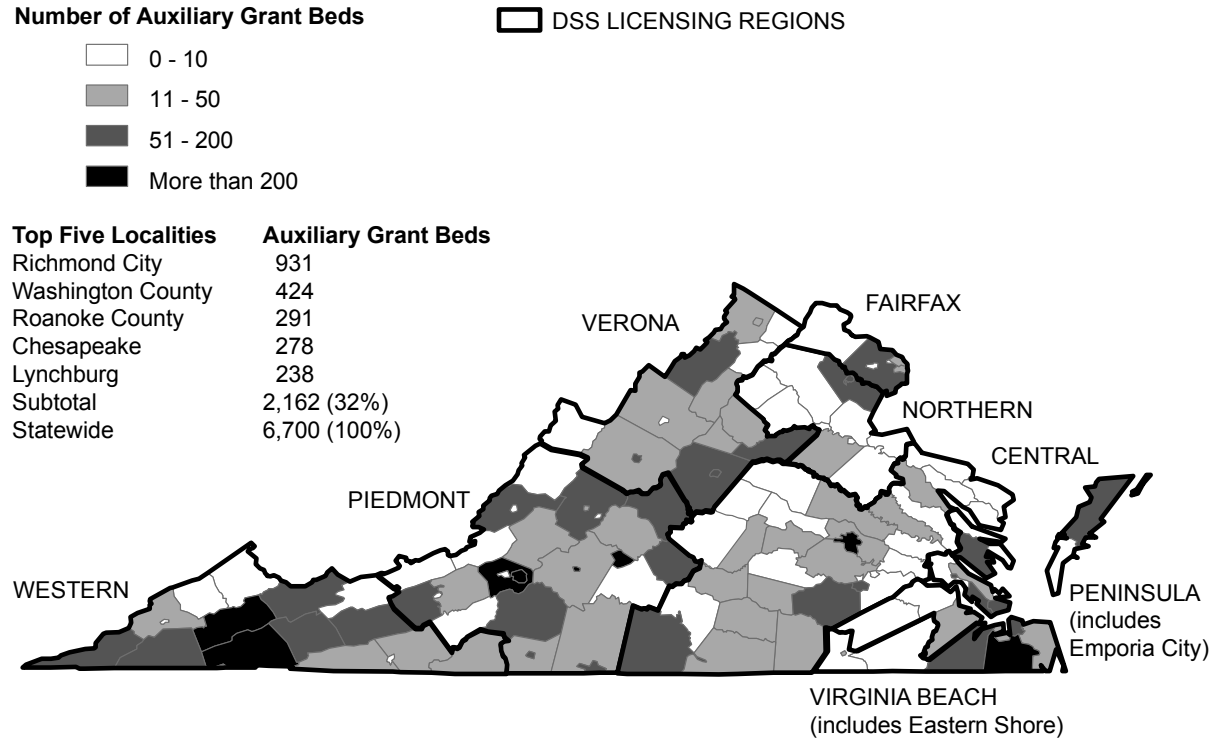 Number of Auxiliary Grant Beds
DSS LICENSING REGIONS
0 - 10
11 - 50
51 - 200
More than 200
Top Five Localities Auxiliary Grant Beds
Richmond City 931
Washington County 424
Roanoke County 291
Chesapeake 278
Lynchburg 238
Subtotal 2,162 (32%)
Statewide 6,700 (100%)
VERONA
FAIRFAX
NORTHERN
CENTRAL
PIEDMONT
WESTERN
PENINSULA
(includes
Emporia City)
VIRGINIA BEACH
(includes Eastern Shore)